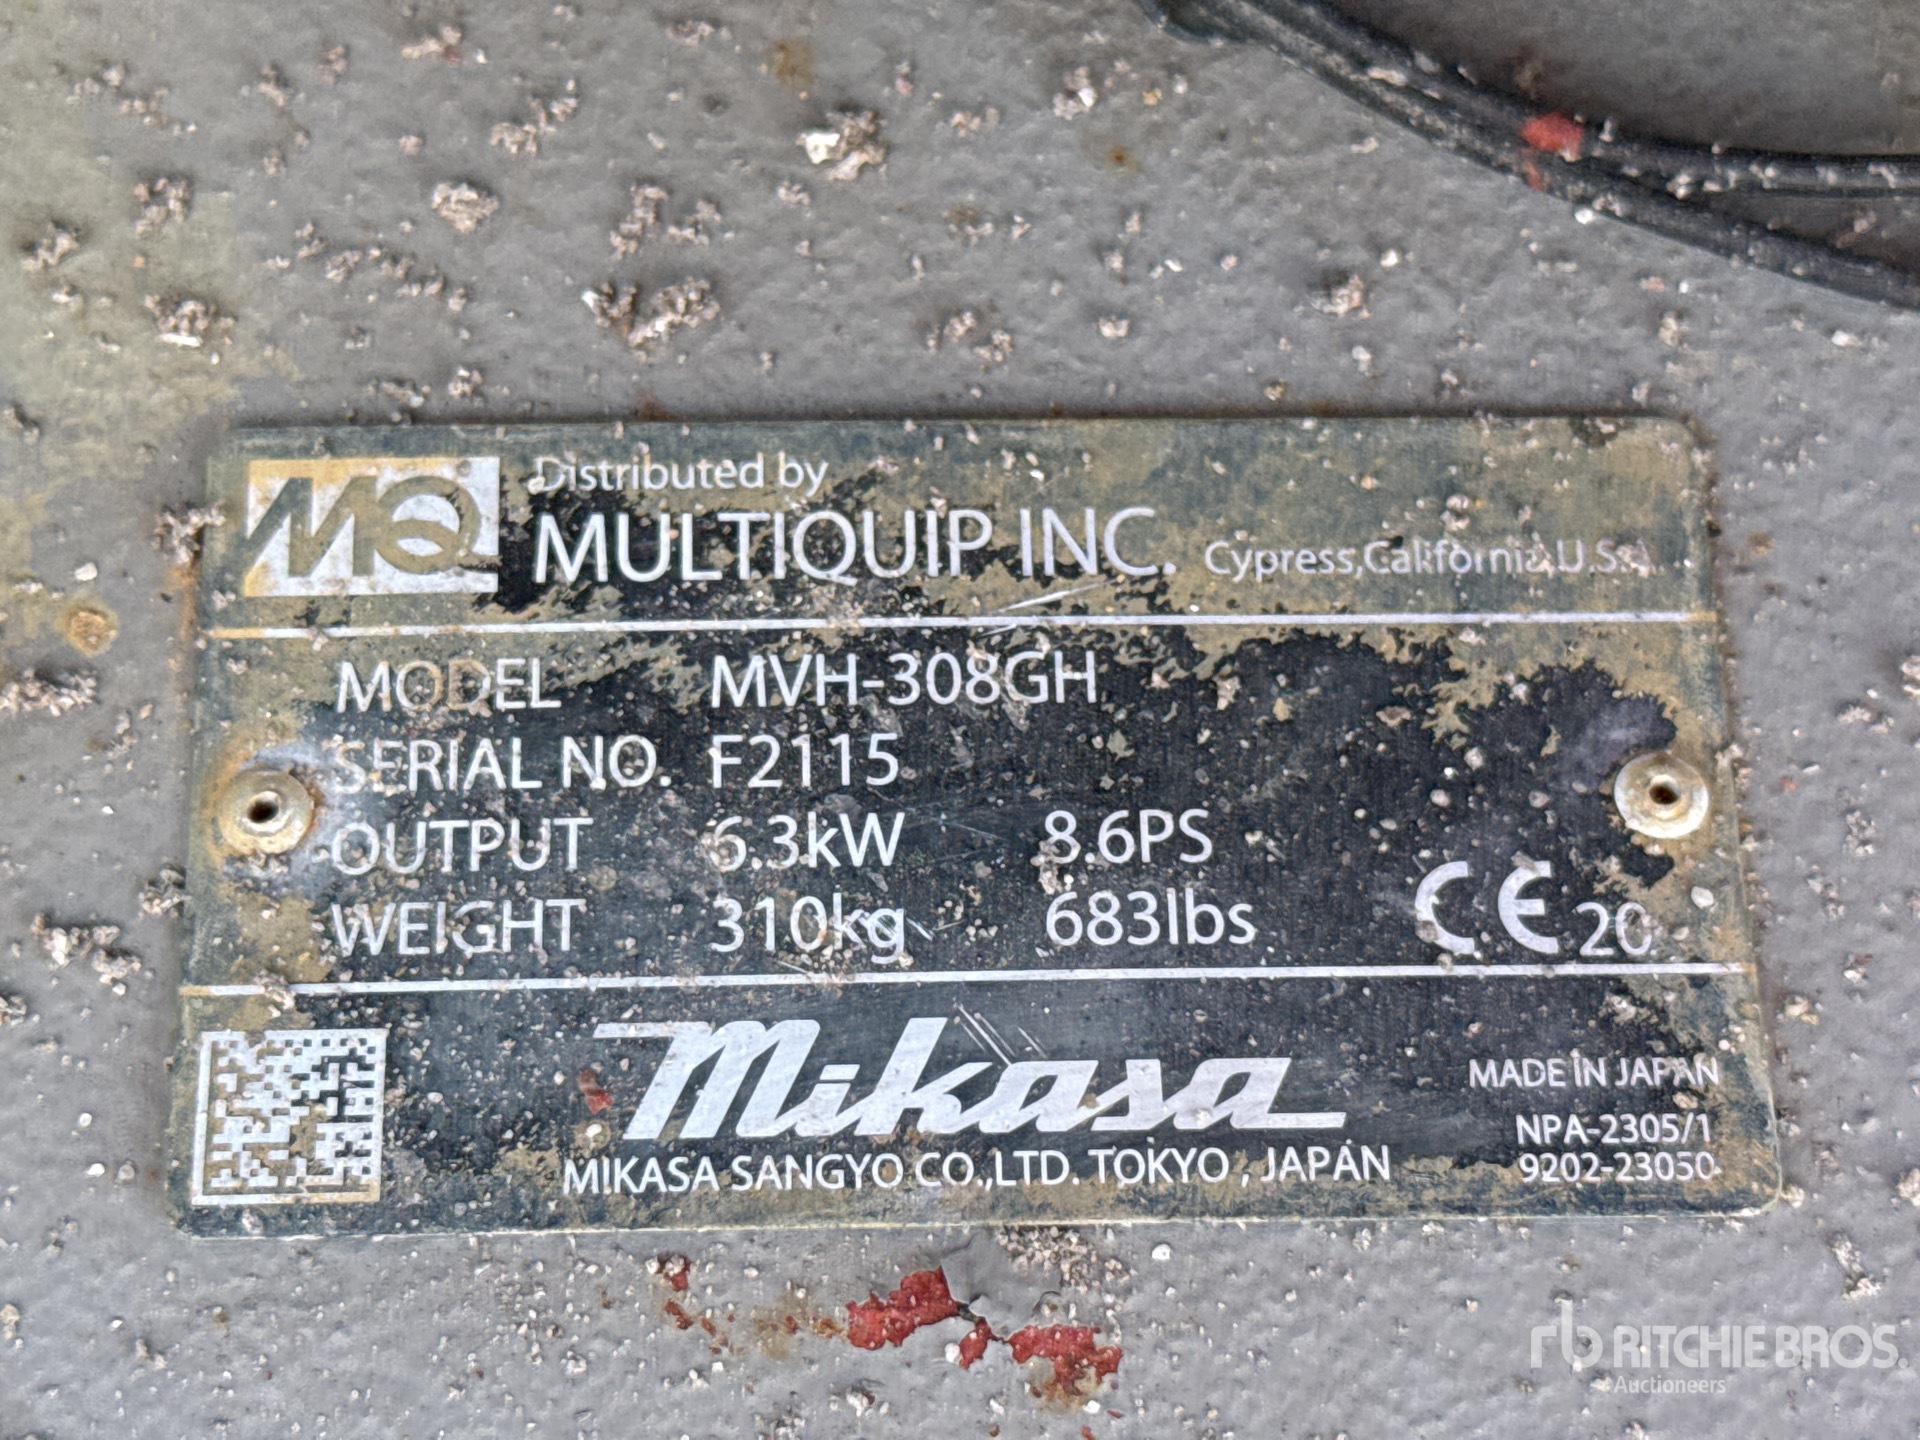 MQ
Distributed by
MULTIQUIP INC. Cypress,California,U.S.A.
MODEL MVH-308GH
SERIAL NO. F2115
OUTPUT 6.3kW 8.6PS
WEIGHT 310kg 683lbs
CE 20
Mikasa
MIKASA SANGYO CO.,LTD. TOKYO, JAPAN
MADE IN JAPAN
NPA-2305/1
9202-23050
rb RITCHIE BROS.
Auctioneers